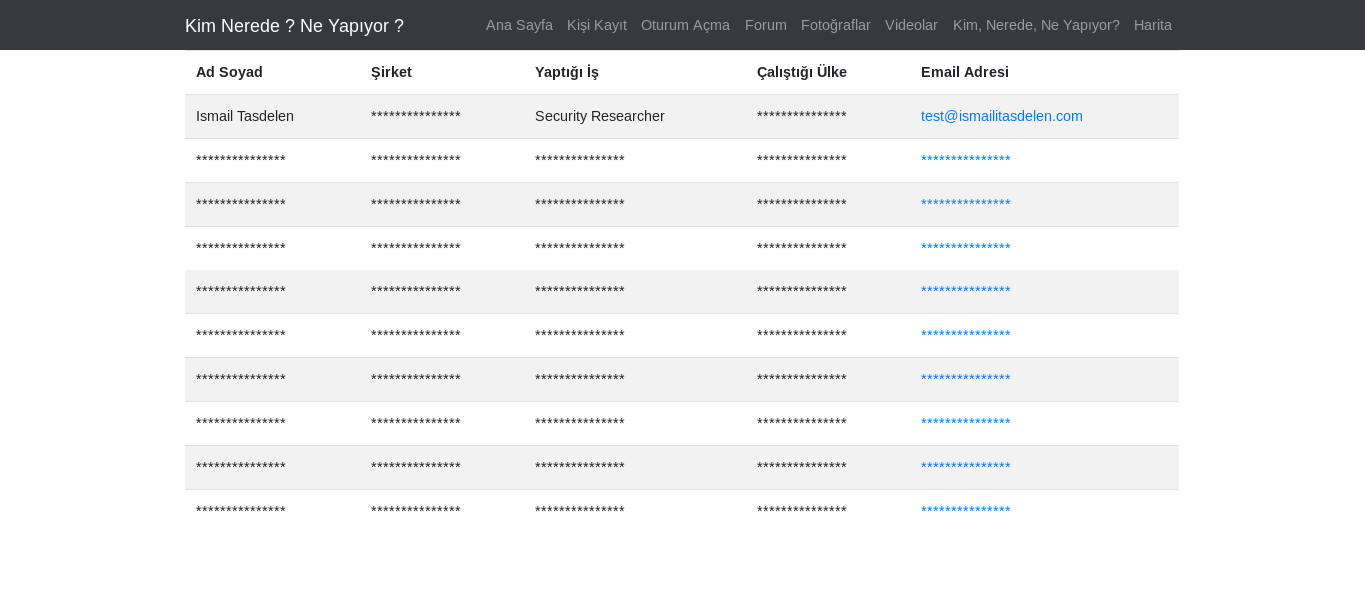 Kim Nerede ? Ne Yapıyor ? Ana Sayfa Kişi Kayıt Oturum Açma Forum Fotoğraflar Videolar Kim, Nerede, Ne Yapıyor? Harita
Ad Soyad Şirket Yaptığı İş Çalıştığı Ülke Email Adresi
Ismail Tasdelen *************** Security Researcher *************** test@ismailitasdelen.com
*************** *************** *************** *************** ***************
*************** *************** *************** *************** ***************
*************** *************** *************** *************** ***************
*************** *************** *************** *************** ***************
*************** *************** *************** *************** ***************
*************** *************** *************** *************** ***************
*************** *************** *************** *************** ***************
*************** *************** *************** *************** ***************
*************** *************** *************** *************** ***************